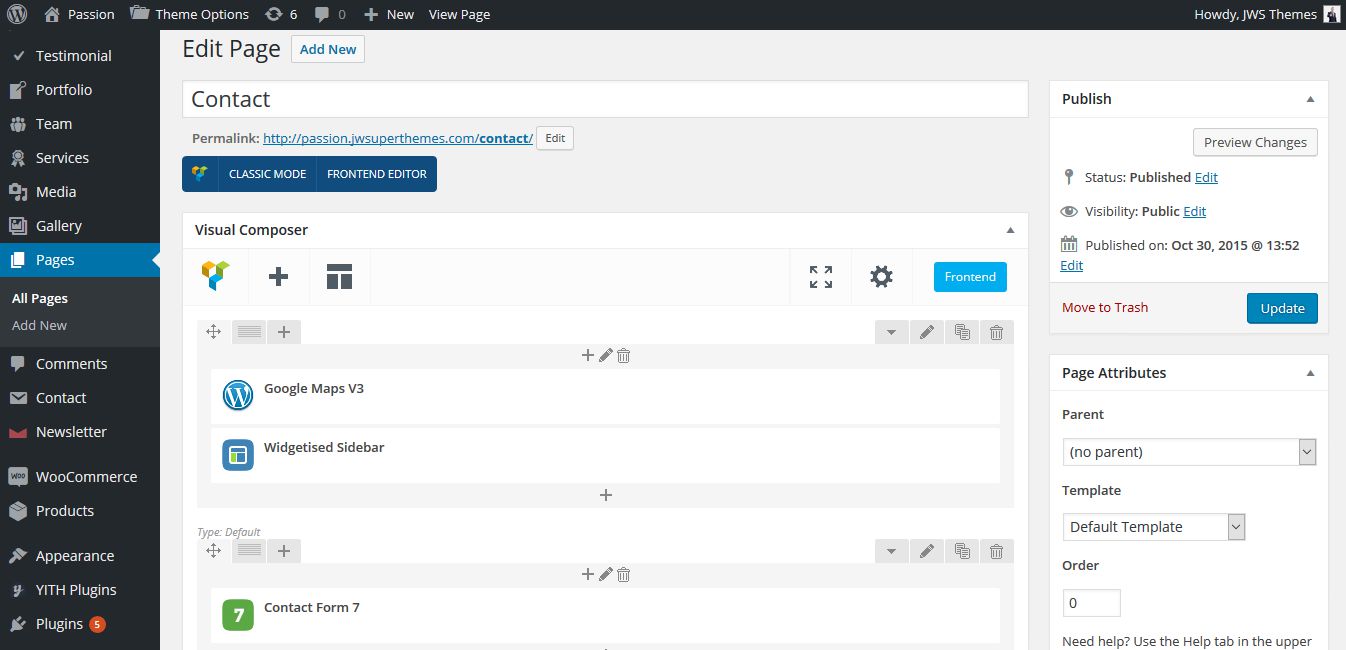 Passion Theme Options 6 0 New View Page Howdy, JWS Themes
Testimonial
Portfolio
Team
Services
Media
Gallery
Pages
All Pages
Add New
Comments
Contact
Newsletter
WooCommerce
Products
Appearance
YITH Plugins
Plugins 5
Edit Page Add New
Contact
Permalink: http://passion.jwsuperthemes.com/contact/ Edit
CLASSIC MODE FRONTEND EDITOR
Visual Composer
Frontend
Google Maps V3
Widgetised Sidebar
Type: Default
7 Contact Form 7
Publish
Preview Changes
Status: Published Edit
Visibility: Public Edit
Published on: Oct 30, 2015 @ 13:52
Edit
Move to Trash Update
Page Attributes
Parent
(no parent)
Template
Default Template
Order
0
Need help? Use the Help tab in the upper